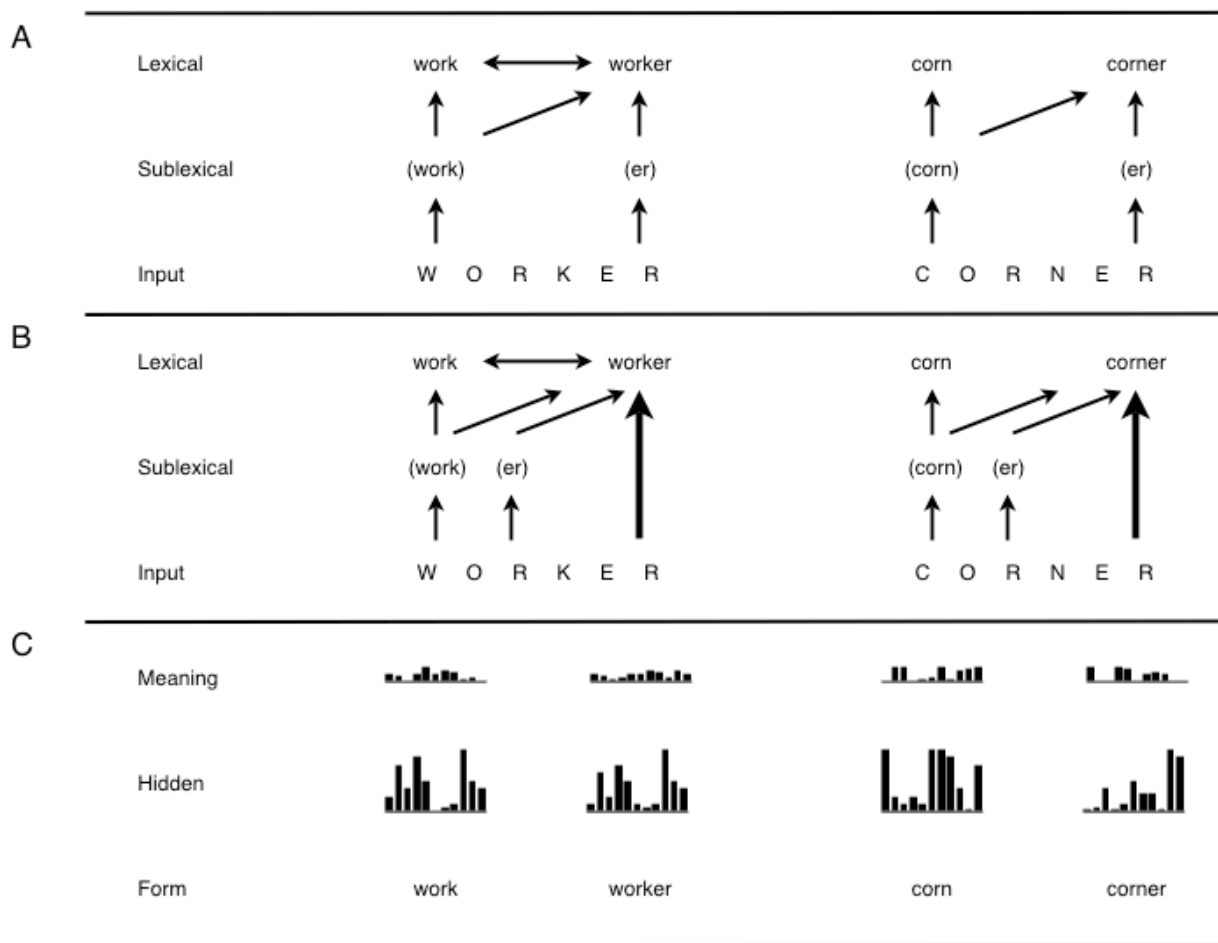 A
Lexical work worker corn corner
Sublexical (work) (er) (corn) (er)
Input W O R K E R C O R N E R
B
Lexical work worker corn corner
Sublexical (work) (er) (corn) (er)
Input W O R K E R C O R N E R
C
Meaning
Hidden
Form work worker corn corner